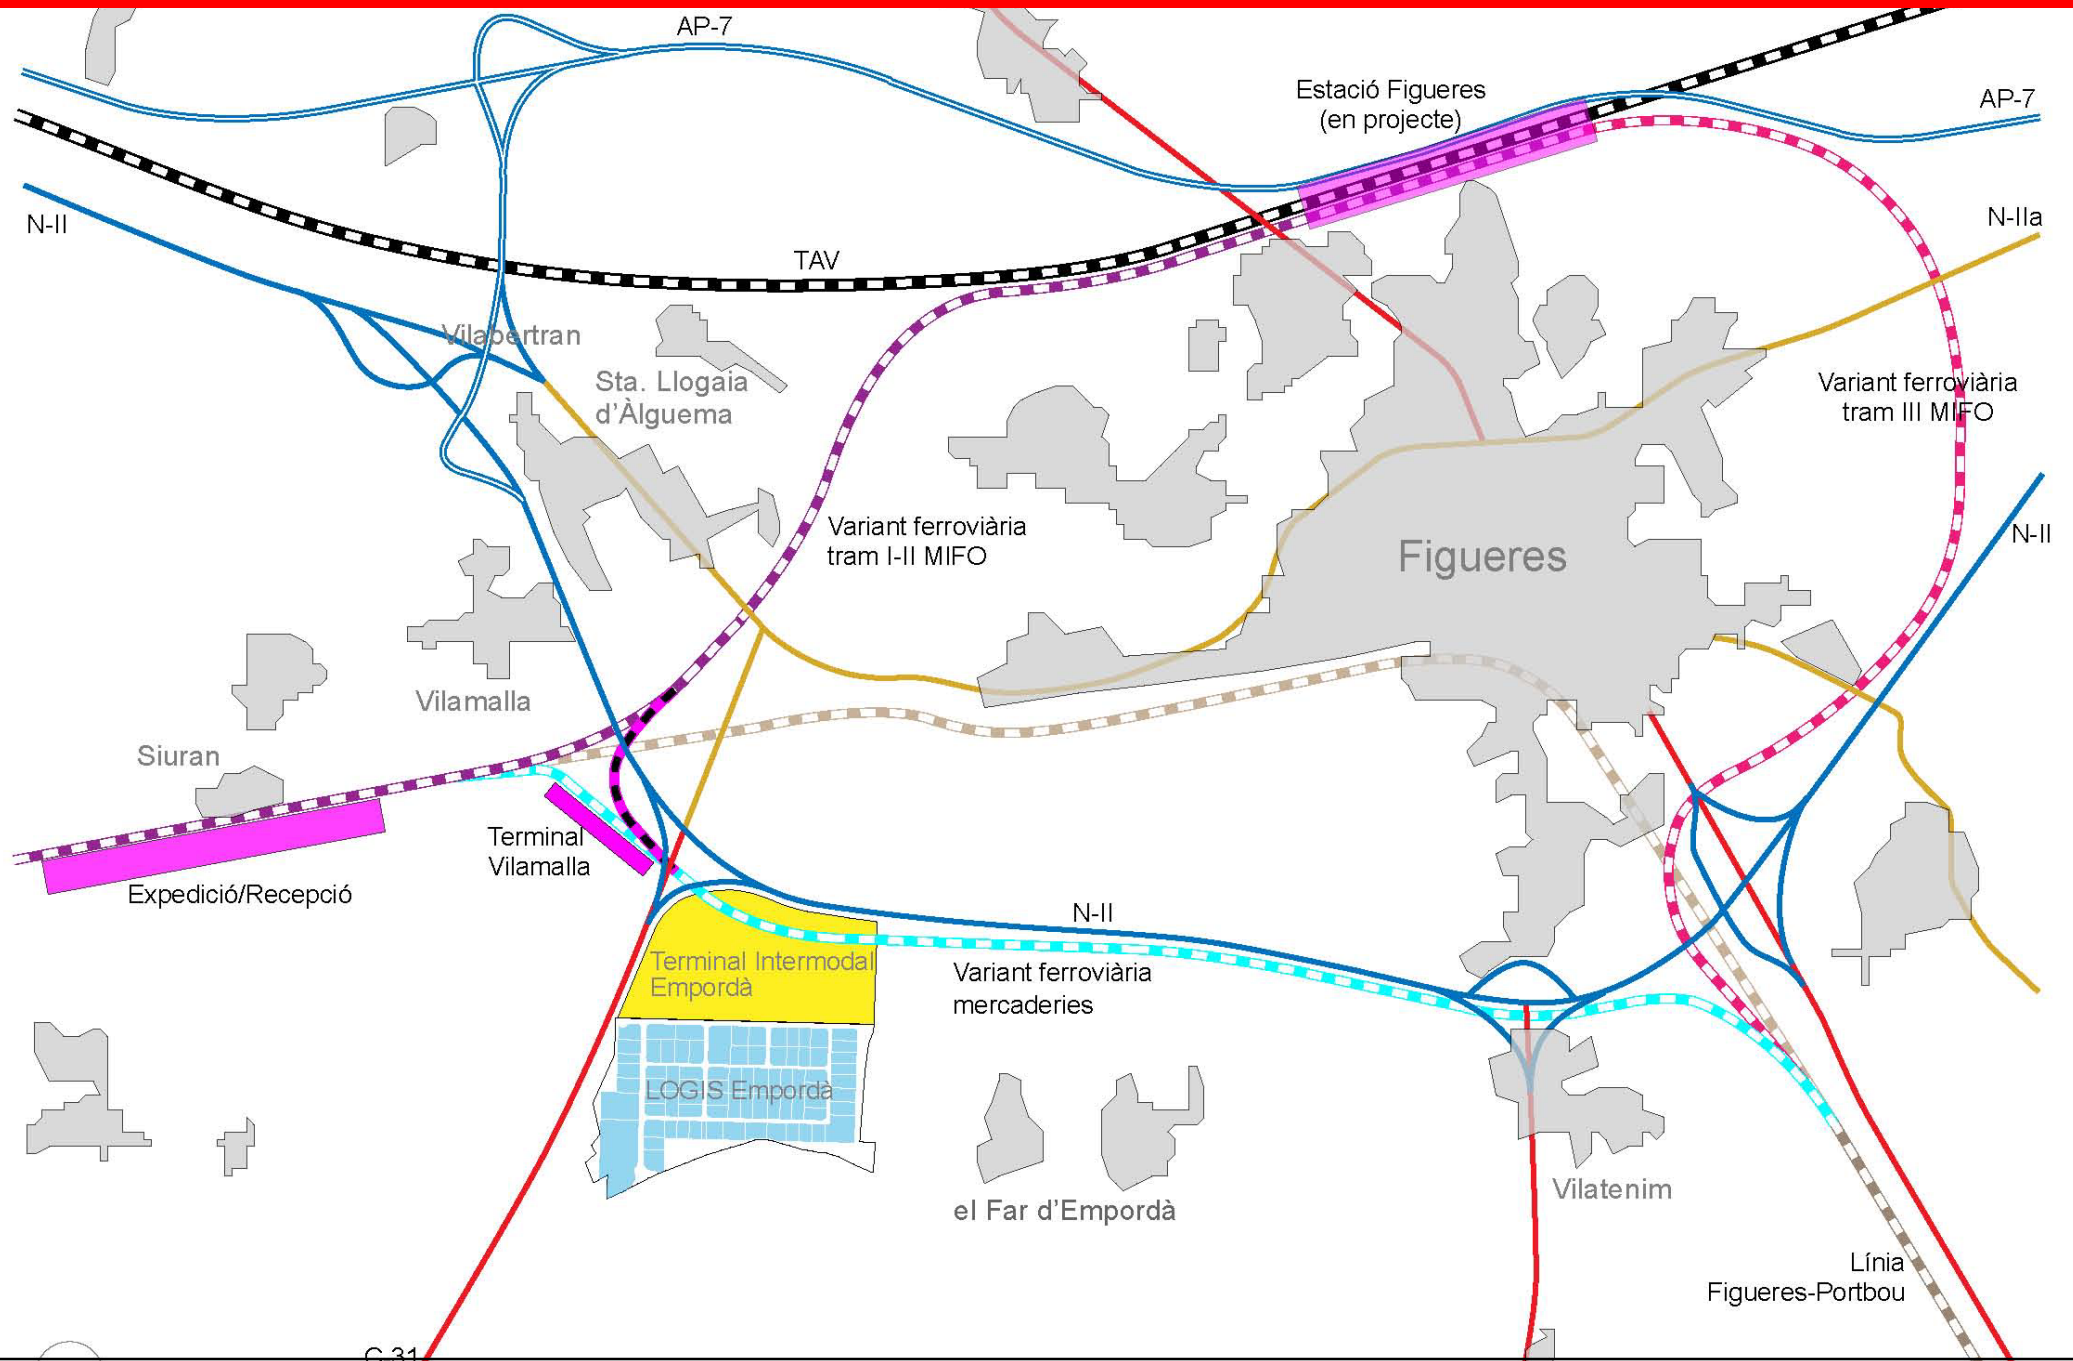 AP-7
Estació Figueres
(en projecte)
AP-7
N-II
N-IIa
TAV
Vilabertran
Sta. Llogaia
d'Àlguema
Variant ferroviària
tram III MIFO
Variant ferroviària
tram I-II MIFO
Figueres
N-II
Vilamalla
Siuran
Terminal
Vilamalla
Expedició/Recepció
N-II
Terminal Intermodal
Empordà
Variant ferroviària
mercaderies
LOGIS Empordà
el Far d'Empordà
Vilatenim
Línia
Figueres-Portbou
C-31